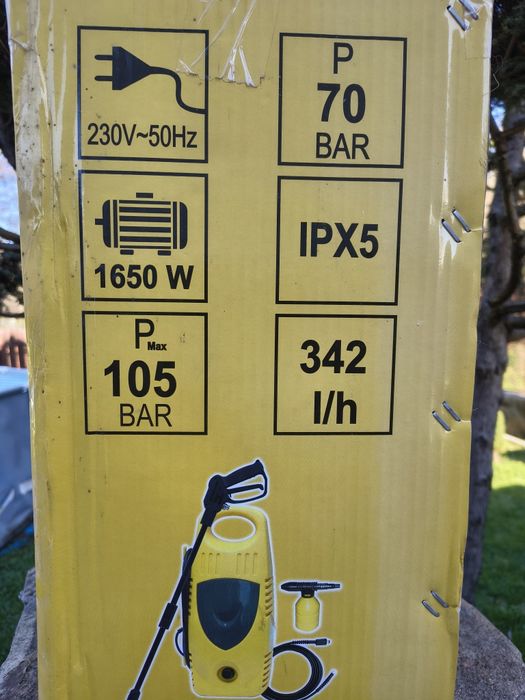 230V~50Hz
P
70
BAR
1650 W
IPX5
P Max
105
BAR
342
l/h